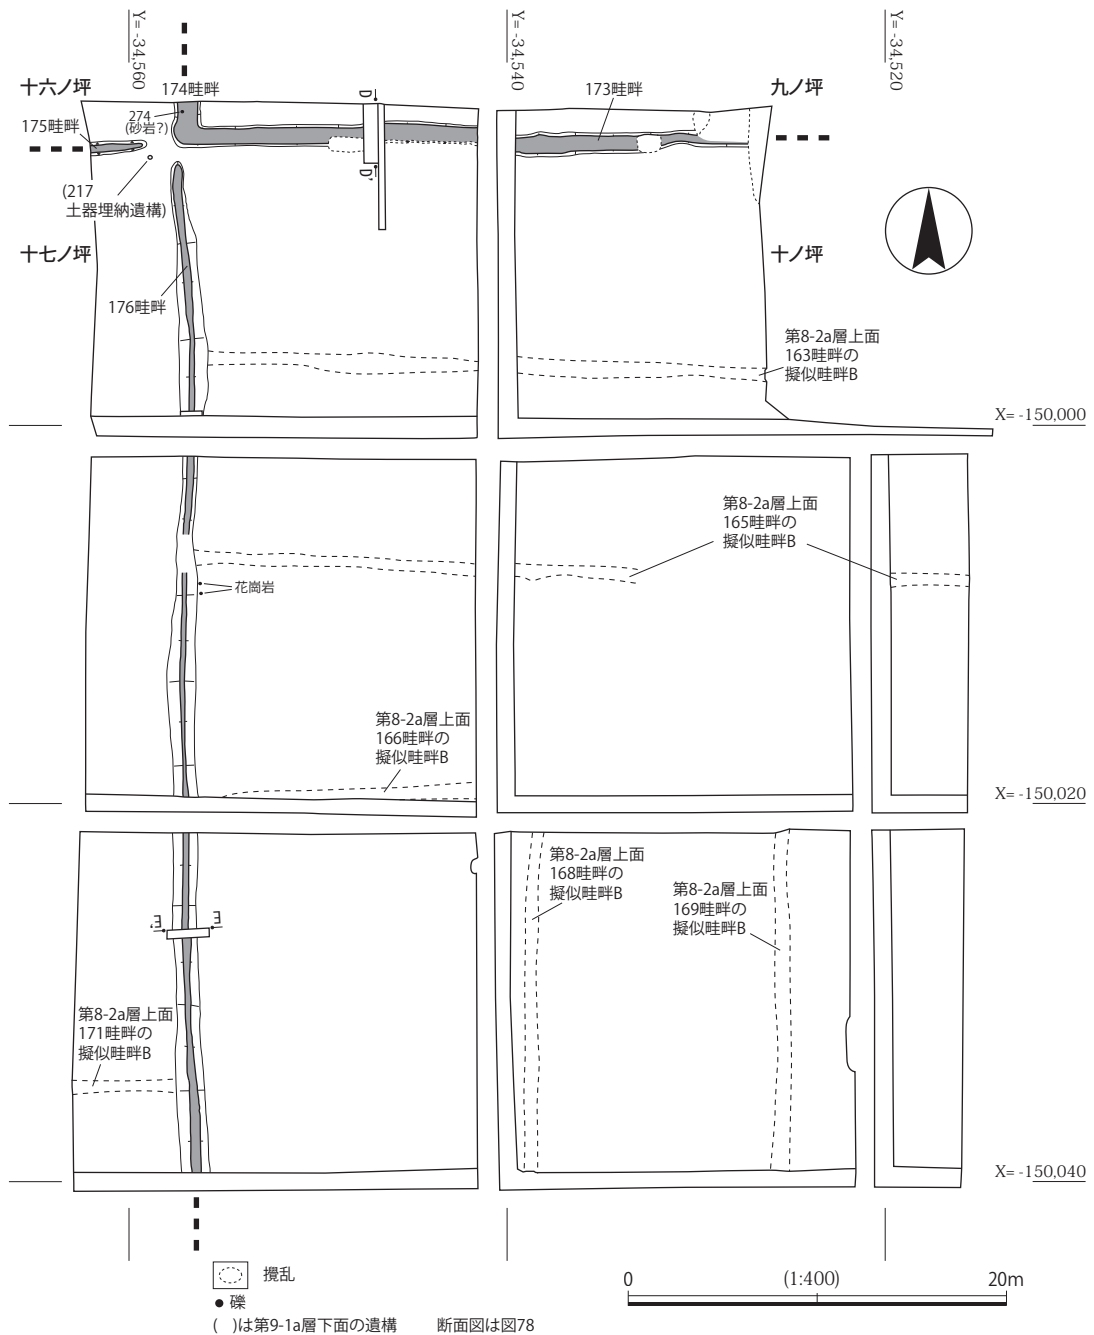 Y= -34,560
Y= -34,540
Y= -34,520
十六ノ坪
174畦畔
173畦畔
九ノ坪
D
274
(砂岩?)
175畦畔
D'
(217
土器埋納遺構)
十七ノ坪
十ノ坪
176畦畔
第8-2a層上面
163畦畔の
擬似畦畔B
X= -150,000
第8-2a層上面
165畦畔の
擬似畦畔B
花崗岩
第8-2a層上面
166畦畔の
擬似畦畔B
X= -150,020
第8-2a層上面
168畦畔の
擬似畦畔B
第8-2a層上面
169畦畔の
擬似畦畔B
E'
E
第8-2a層上面
171畦畔の
擬似畦畔B
X= -150,040
攪乱
礫
( )は第9-1a層下面の遺構 断面図は図78
0 (1:400) 20m